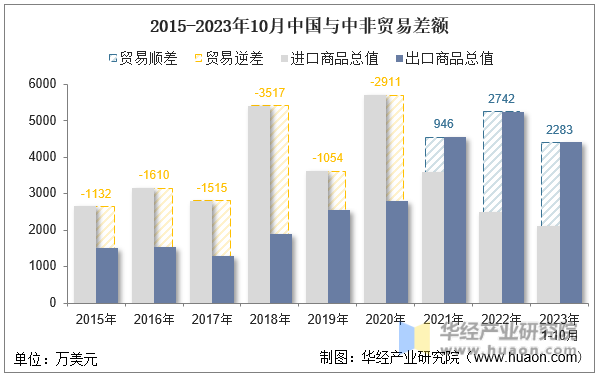 2015-2023年10月中国与中非贸易差额
贸易顺差 贸易逆差 进口商品总值 出口商品总值
6000
5000
4000
3000
2000
1000
0
-1132
-1610
-1515
-3517
-1054
-2911
946
2742
2283
2015年 2016年 2017年 2018年 2019年 2020年 2021年 2022年 2023年
1-10月
华经产业研究院
www.huaon.com
单位：万美元 制图：华经产业研究院（www.huaon.com）